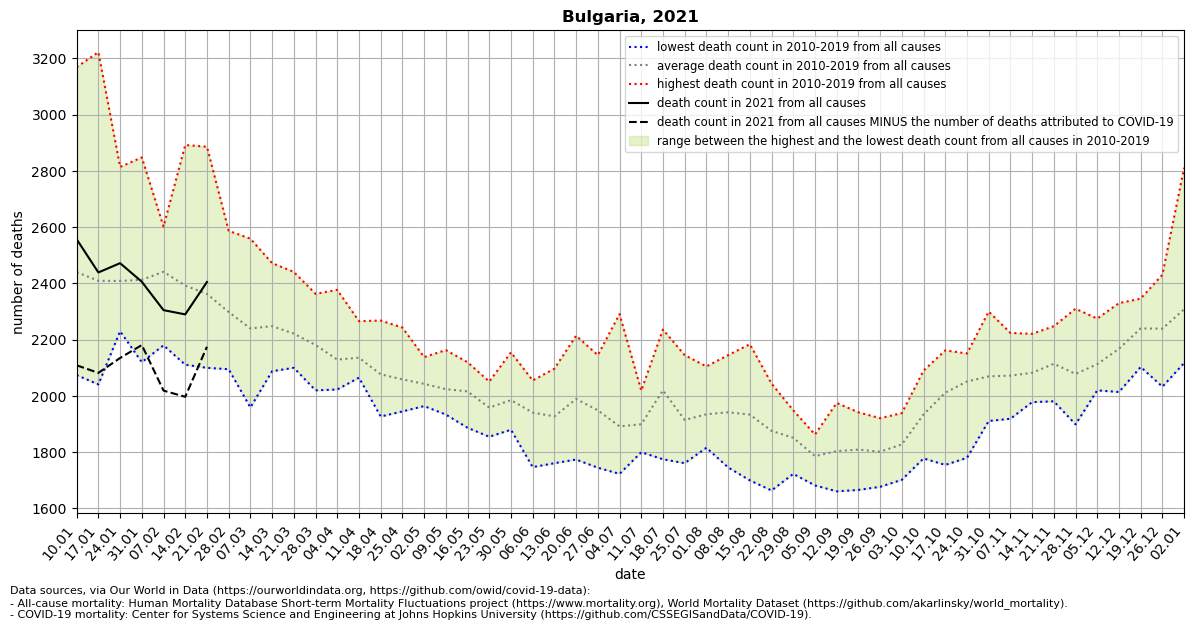 Bulgaria, 2021
lowest death count in 2010-2019 from all causes
average death count in 2010-2019 from all causes
highest death count in 2010-2019 from all causes
death count in 2021 from all causes
death count in 2021 from all causes MINUS the number of deaths attributed to COVID-19
range between the highest and the lowest death count from all causes in 2010-2019
number of deaths
3200
3000
2800
2600
2400
2200
2000
1800
1600
10.01 17.01 24.01 31.01 07.02 14.02 21.02 28.02 07.03 14.03 21.03 28.03 04.04 11.04 18.04 25.04 02.05 09.05 16.05 23.05 30.05 06.06 13.06 20.06 27.06 04.07 11.07 18.07 25.07 01.08 08.08 15.08 22.08 29.08 05.09 12.09 19.09 26.09 03.10 10.10 17.10 24.10 31.10 07.11 14.11 21.11 28.11 05.12 12.12 19.12 26.12 02.01
date
Data sources, via Our World in Data (https://ourworldindata.org, https://github.com/owid/covid-19-data):
- All-cause mortality: Human Mortality Database Short-term Mortality Fluctuations project (https://www.mortality.org), World Mortality Dataset (https://github.com/akarlinsky/world_mortality).
- COVID-19 mortality: Center for Systems Science and Engineering at Johns Hopkins University (https://github.com/CSSEGISandData/COVID-19).